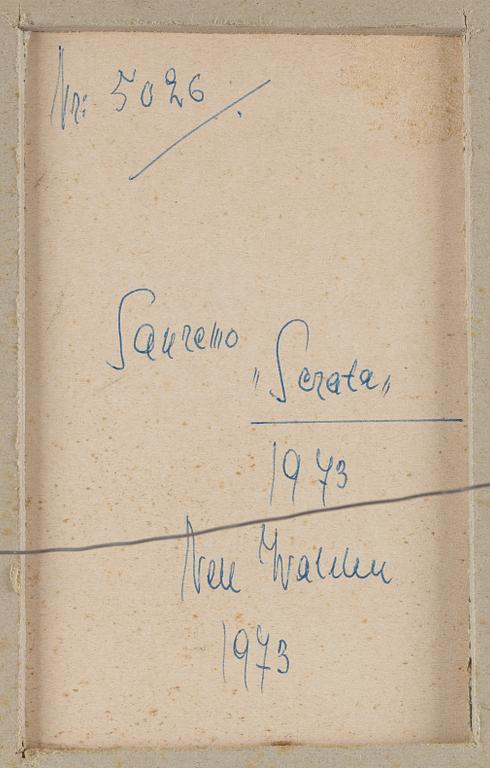 Nr: 5026
Sanremo
"Serata"
1973
Nell Walden
1973